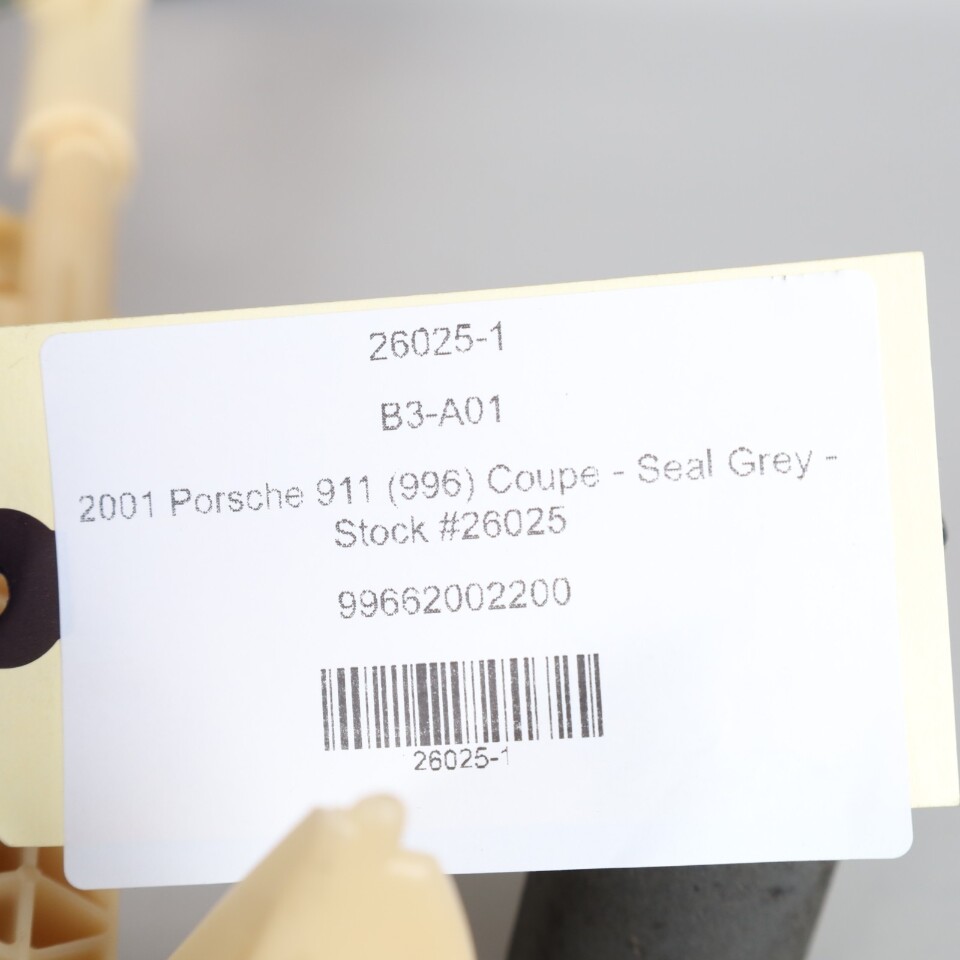 26025-1
B3-A01
2001 Porsche 911 (996) Coupe - Seal Grey -
Stock #26025
99662002200
26025-1